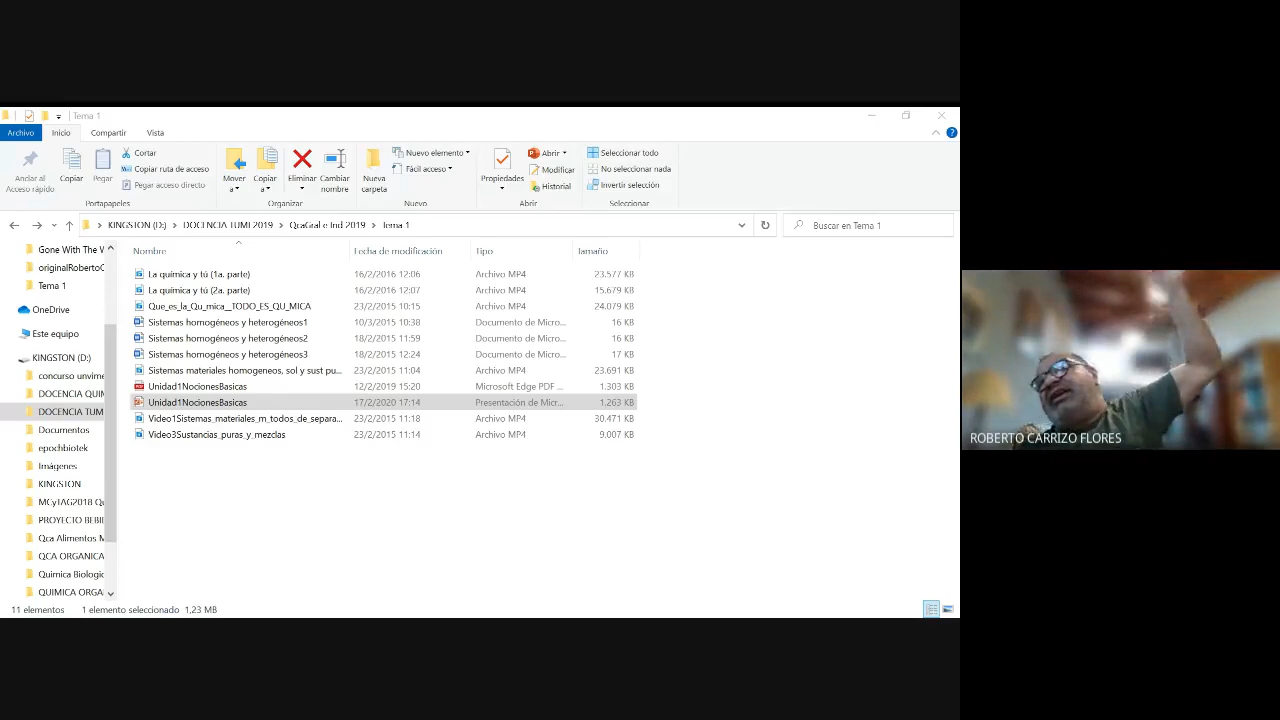 Tema 1
Archivo Inicio Compartir Vista
Anclar al Acceso rápido
Copiar
Pegar
Cortar
Copiar ruta de acceso
Pegar acceso directo
Portapapeles
Mover a
Copiar a
Eliminar
Cambiar nombre
Organizar
Nueva carpeta
Nuevo elemento
Fácil acceso
Nuevo
Propiedades
Abrir
Modificar
Historial
Abrir
Seleccionar todo
No seleccionar nada
Invertir selección
Seleccionar
KINGSTON (D:) > DOCENCIA TUMI 2019 > QcaGral e Ind 2019 > Tema 1
Buscar en Tema 1
Gone With The W
originalRobertoC
Tema 1
OneDrive
Este equipo
KINGSTON (D:)
concurso unvime
DOCENCIA QUIM
DOCENCIA TUM
Documentos
epochbiotek
Imágenes
KINGSTON
MCyTAG2018 Qu
PROYECTO BEBI
Qca Alimentos M
QCA ORGANICA
Quimica Biologic
QUIMICA ORGA
Nombre Fecha de modificación Tipo Tamaño
La química y tú (1a. parte) 16/2/2016 12:06 Archivo MP4 23.577 KB
La química y tú (2a. parte) 16/2/2016 12:07 Archivo MP4 15.679 KB
Que_es_la_Qu_mica__TODO_ES_QU_MICA 23/2/2015 10:15 Archivo MP4 24.079 KB
Sistemas homogéneos y heterogéneos1 10/3/2015 10:38 Documento de Micro... 16 KB
Sistemas homogéneos y heterogéneos2 18/2/2015 11:59 Documento de Micro... 16 KB
Sistemas homogéneos y heterogéneos3 18/2/2015 12:24 Documento de Micro... 17 KB
Sistemas materiales homogeneos, sol y sust pu... 23/2/2015 11:04 Archivo MP4 23.691 KB
Unidad1NocionesBasicas 12/2/2019 15:20 Microsoft Edge PDF ... 1.303 KB
Unidad1NocionesBasicas 17/2/2020 17:14 Presentación de Micr... 1.263 KB
Video1Sistemas_materiales_m_todos_de_separa... 23/2/2015 11:18 Archivo MP4 30.471 KB
Video3Sustancias_puras_y_mezclas 23/2/2015 11:14 Archivo MP4 9.007 KB
11 elementos 1 elemento seleccionado 1,23 MB
ROBERTO CARRIZO FLORES